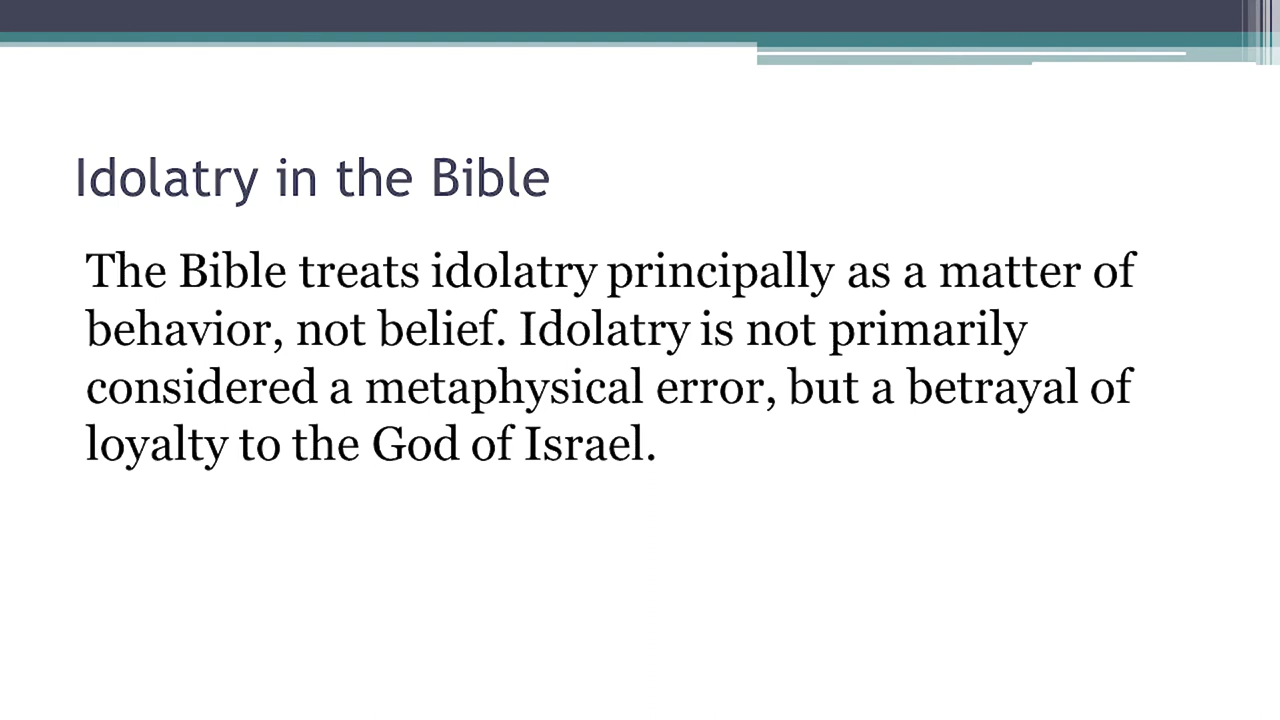 Idolatry in the Bible
The Bible treats idolatry principally as a matter of
behavior, not belief. Idolatry is not primarily
considered a metaphysical error, but a betrayal of
loyalty to the God of Israel.